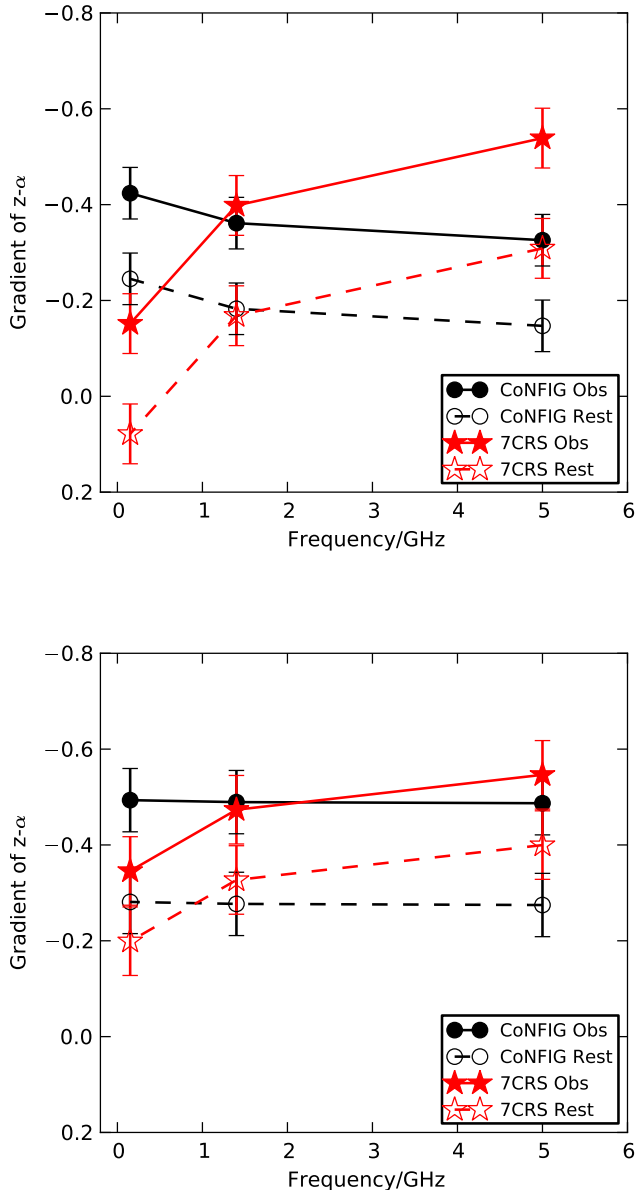 −0.8
−0.6
−0.4
−0.2
0.0
0.2
Gradient of z-α
0 1 2 3 4 5 6
Frequency/GHz
CoNFIG Obs
CoNFIG Rest
7CRS Obs
7CRS Rest
−0.8
−0.6
−0.4
−0.2
0.0
0.2
Gradient of z-α
0 1 2 3 4 5 6
Frequency/GHz
CoNFIG Obs
CoNFIG Rest
7CRS Obs
7CRS Rest